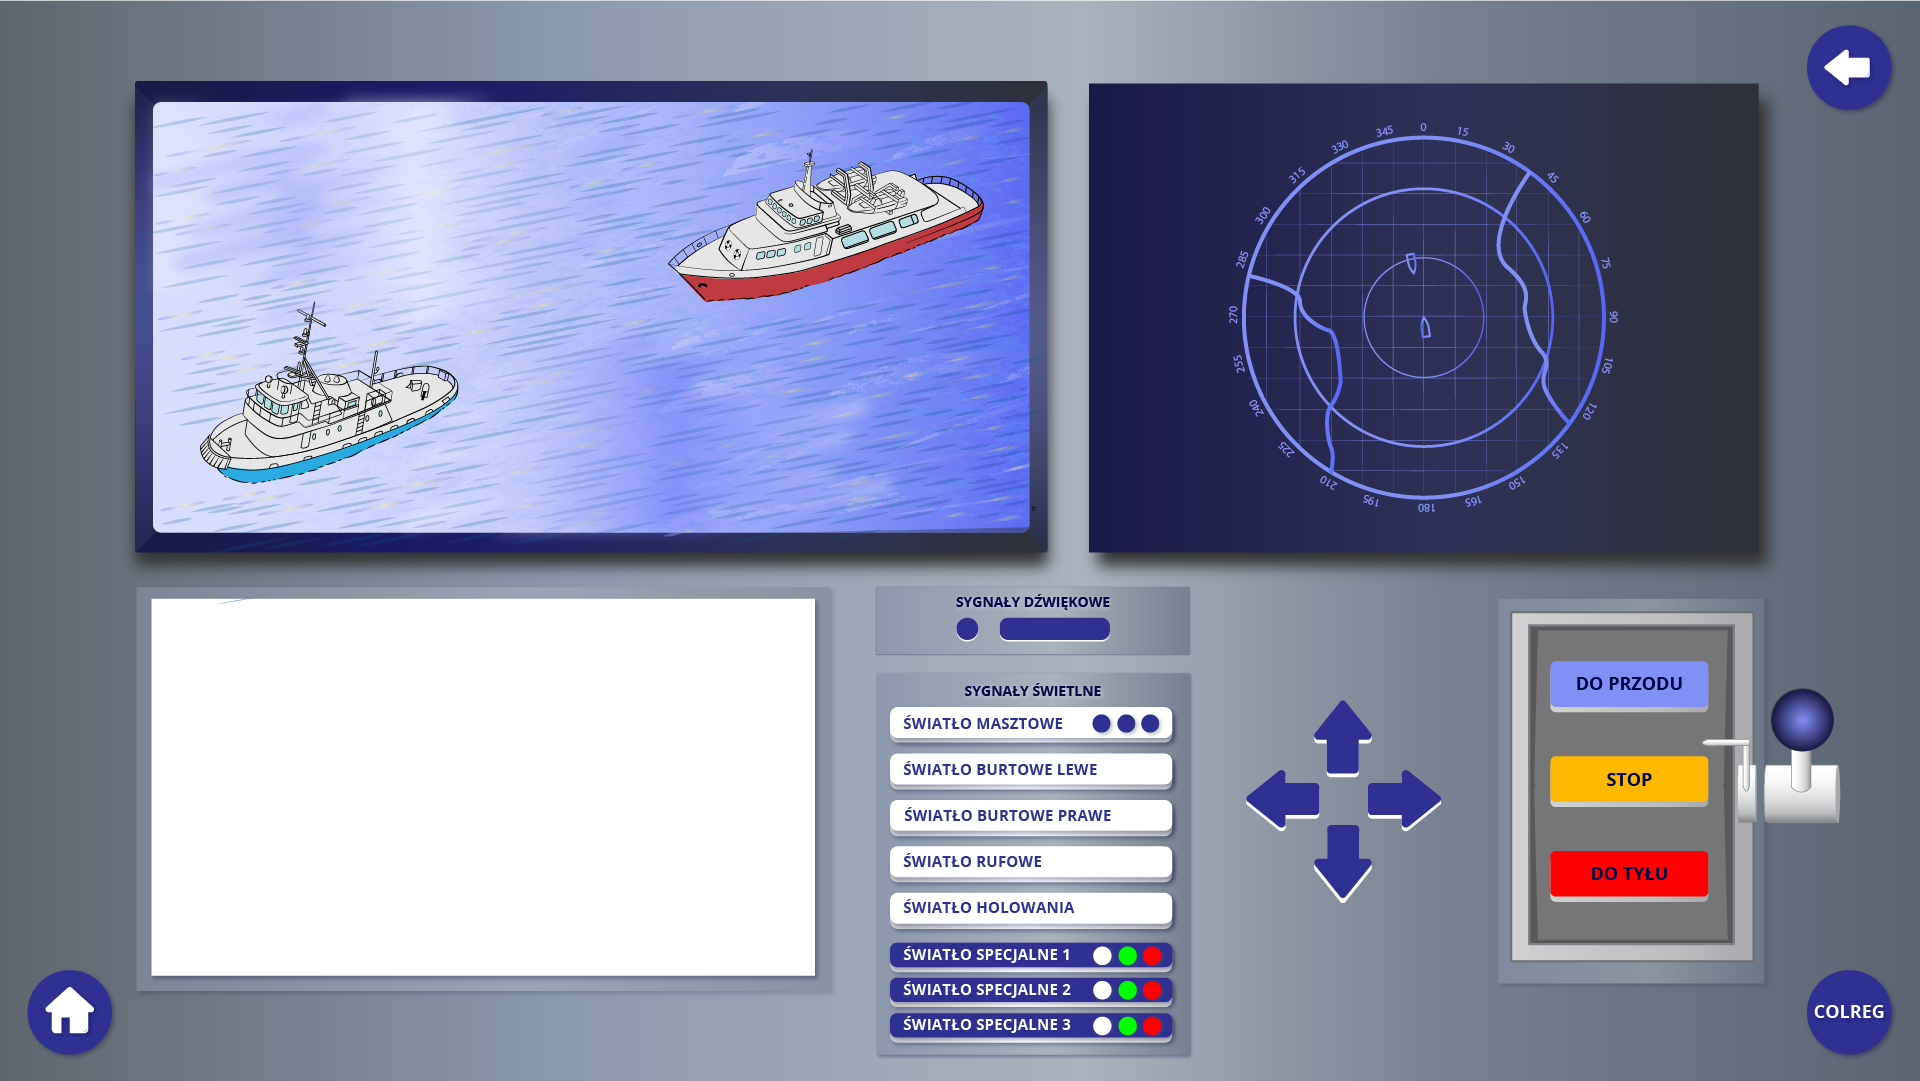 0
15
30
45
60
75
90
105
120
135
150
165
180
195
210
225
240
255
270
285
300
315
330
345
SYGNAŁY DŹWIĘKOWE
SYGNAŁY ŚWIETLNE
ŚWIATŁO MASZTOWE
ŚWIATŁO BURTOWE LEWE
ŚWIATŁO BURTOWE PRAWE
ŚWIATŁO RUFOWE
ŚWIATŁO HOLOWANIA
ŚWIATŁO SPECJALNE 1
ŚWIATŁO SPECJALNE 2
ŚWIATŁO SPECJALNE 3
DO PRZODU
STOP
DO TYŁU
COLREG